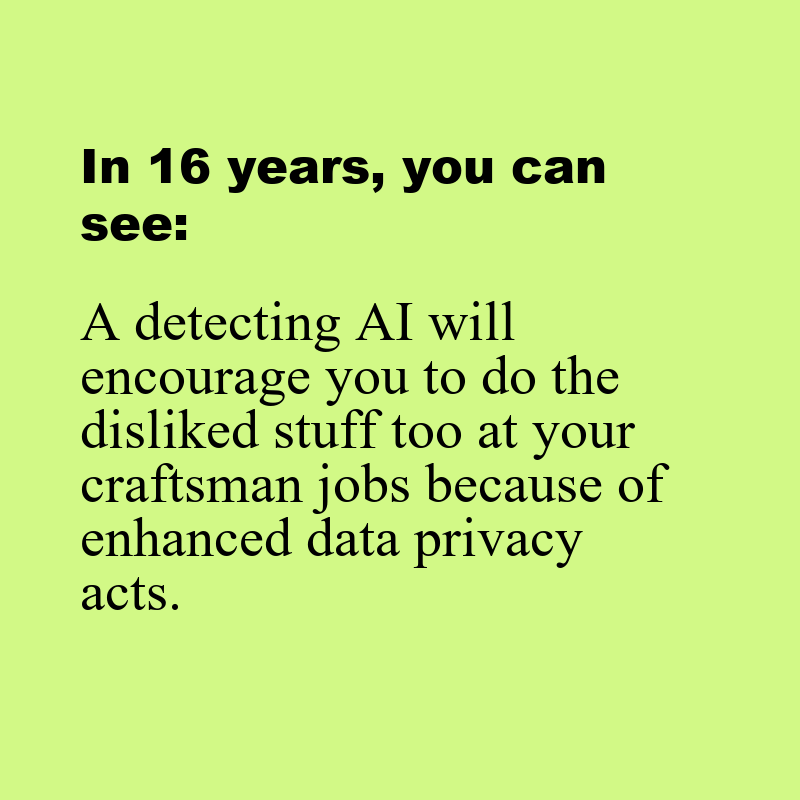 In 16 years, you can
see:
A detecting AI will
encourage you to do the
disliked stuff too at your
craftsman jobs because of
enhanced data privacy
acts.